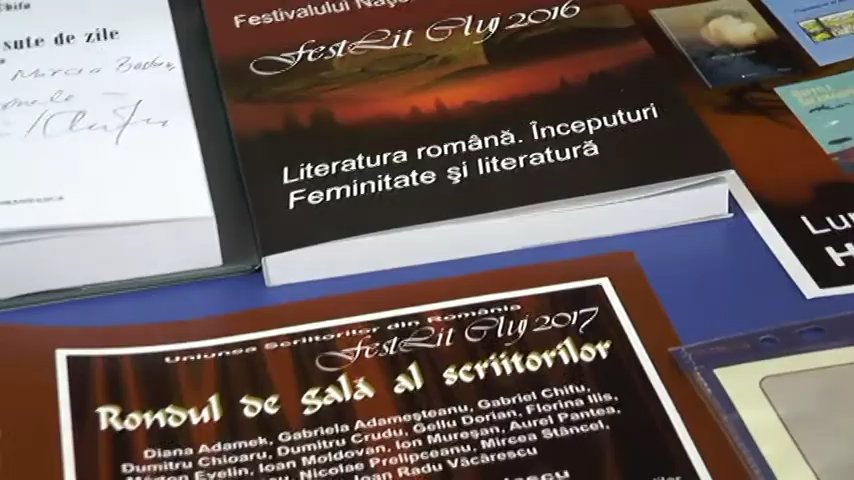 sute de zile
Mircea
Festivalului
FestLit Cluj 2016
Literatura română. Începuturi
Feminitate şi literatură
Uniunea Scriitorilor din România
FestLit Cluj 2017
Rondul de gală al scriitorilor
Diana Adamek, Gabriela Adameşteanu, Gabriel Chifu,
Dumitru Chioaru, Dumitru Crudu, Gellu Dorian, Florina Ilis,
Evelin, Ioan Moldovan, Ion Mureşan, Aurel Pantea,
Nicolae Prelipceanu, Mircea Stâncel,
Ioan Radu Văcărescu